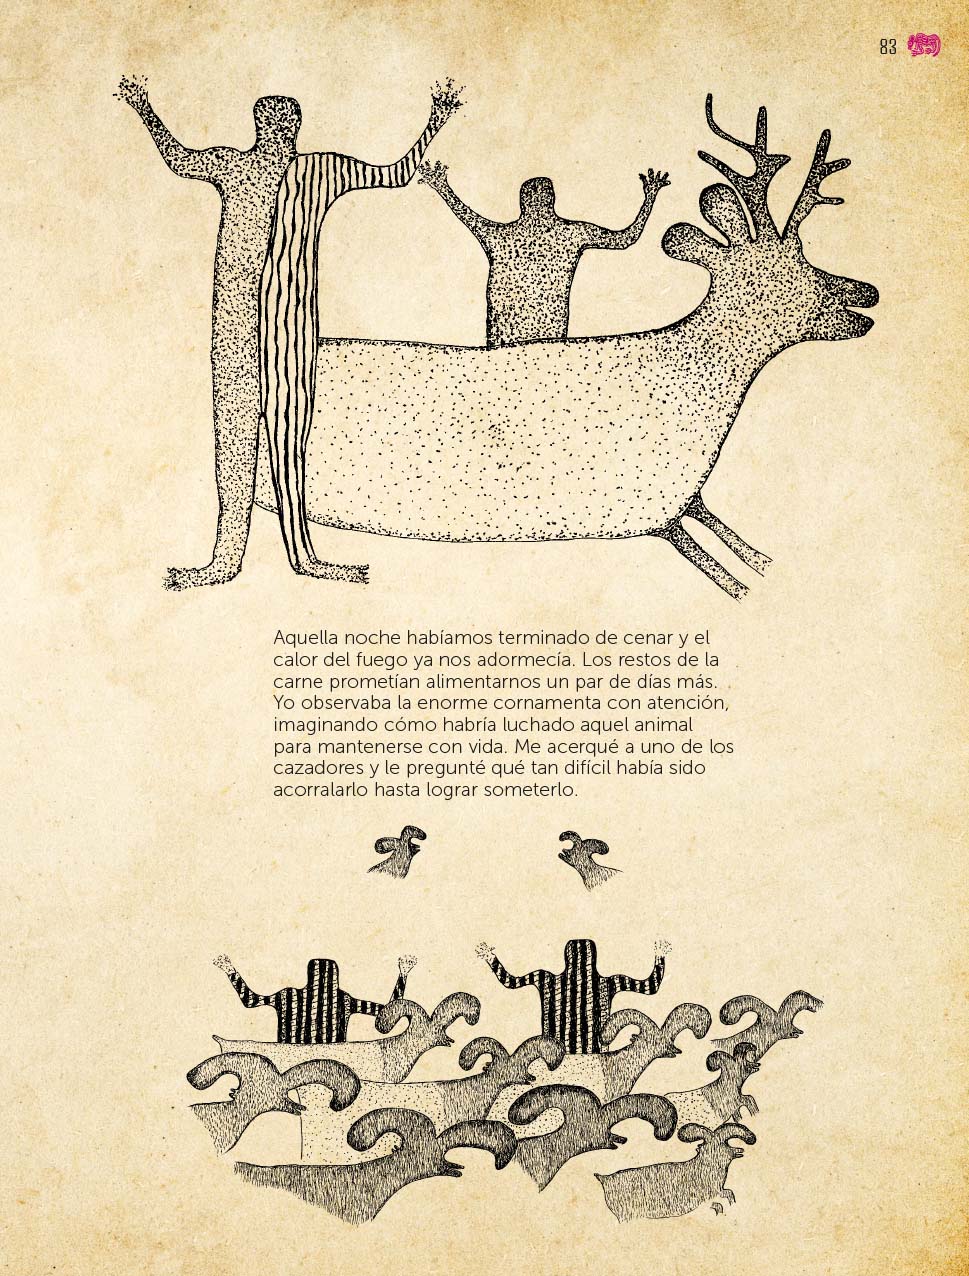 83
Aquella noche habíamos terminado de cenar y el
calor del fuego ya nos adormecía. Los restos de la
carne prometían alimentarnos un par de días más.
Yo observaba la enorme cornamenta con atención,
imaginando cómo habría luchado aquel animal
para mantenerse con vida. Me acerqué a uno de los
cazadores y le pregunté qué tan difícil había sido
acorralarlo hasta lograr someterlo.